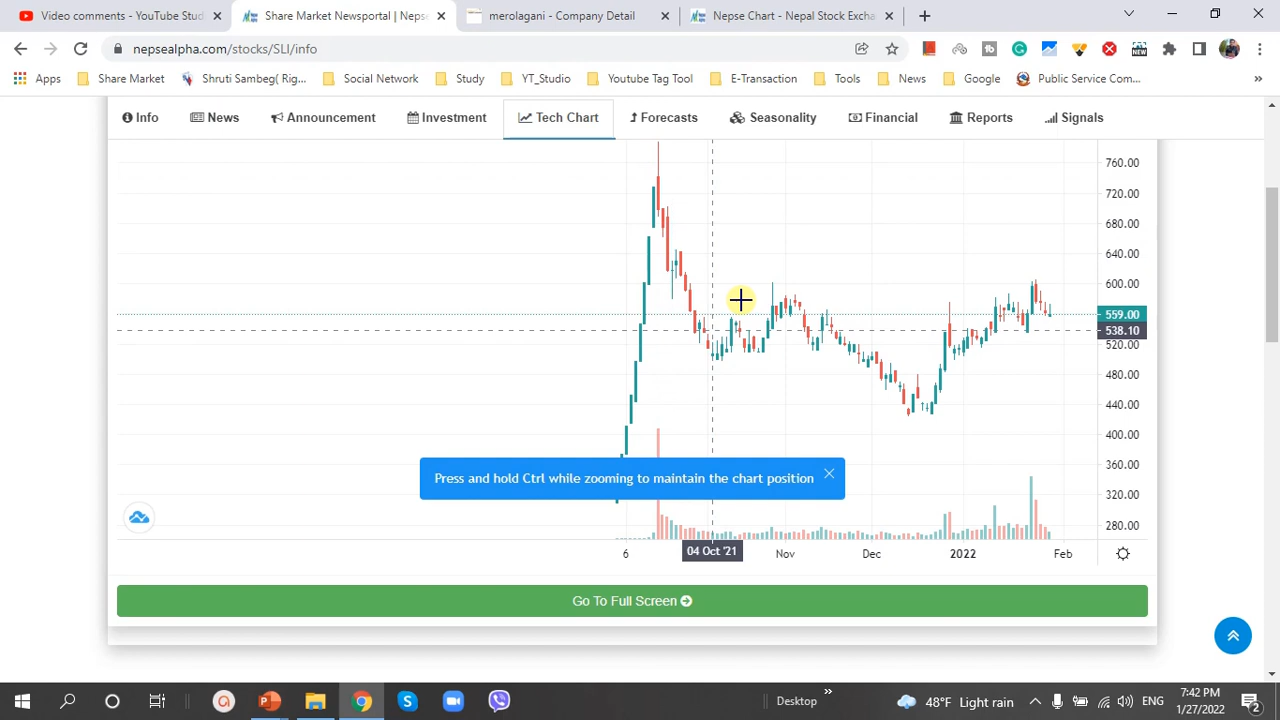 Video comments - YouTube Stud
Share Market Newsportal | Nepse
merolagani - Company Detail
Nepse Chart - Nepal Stock Exchan
nepsealpha.com/stocks/SLI/info
Apps
Share Market
Shruti Sambeg( Rig...
Social Network
Study
YT_Studio
Youtube Tag Tool
E-Transaction
Tools
News
Google
Public Service Com...
»
Info
News
Announcement
Investment
Tech Chart
Forecasts
Seasonality
Financial
Reports
Signals
760.00
720.00
680.00
640.00
600.00
559.00
538.10
520.00
480.00
440.00
400.00
360.00
320.00
280.00
Press and hold Ctrl while zooming to maintain the chart position
6
04 Oct '21
Nov
Dec
2022
Feb
Go To Full Screen
Desktop
»
48°F Light rain
ENG
7:42 PM
1/27/2022
2